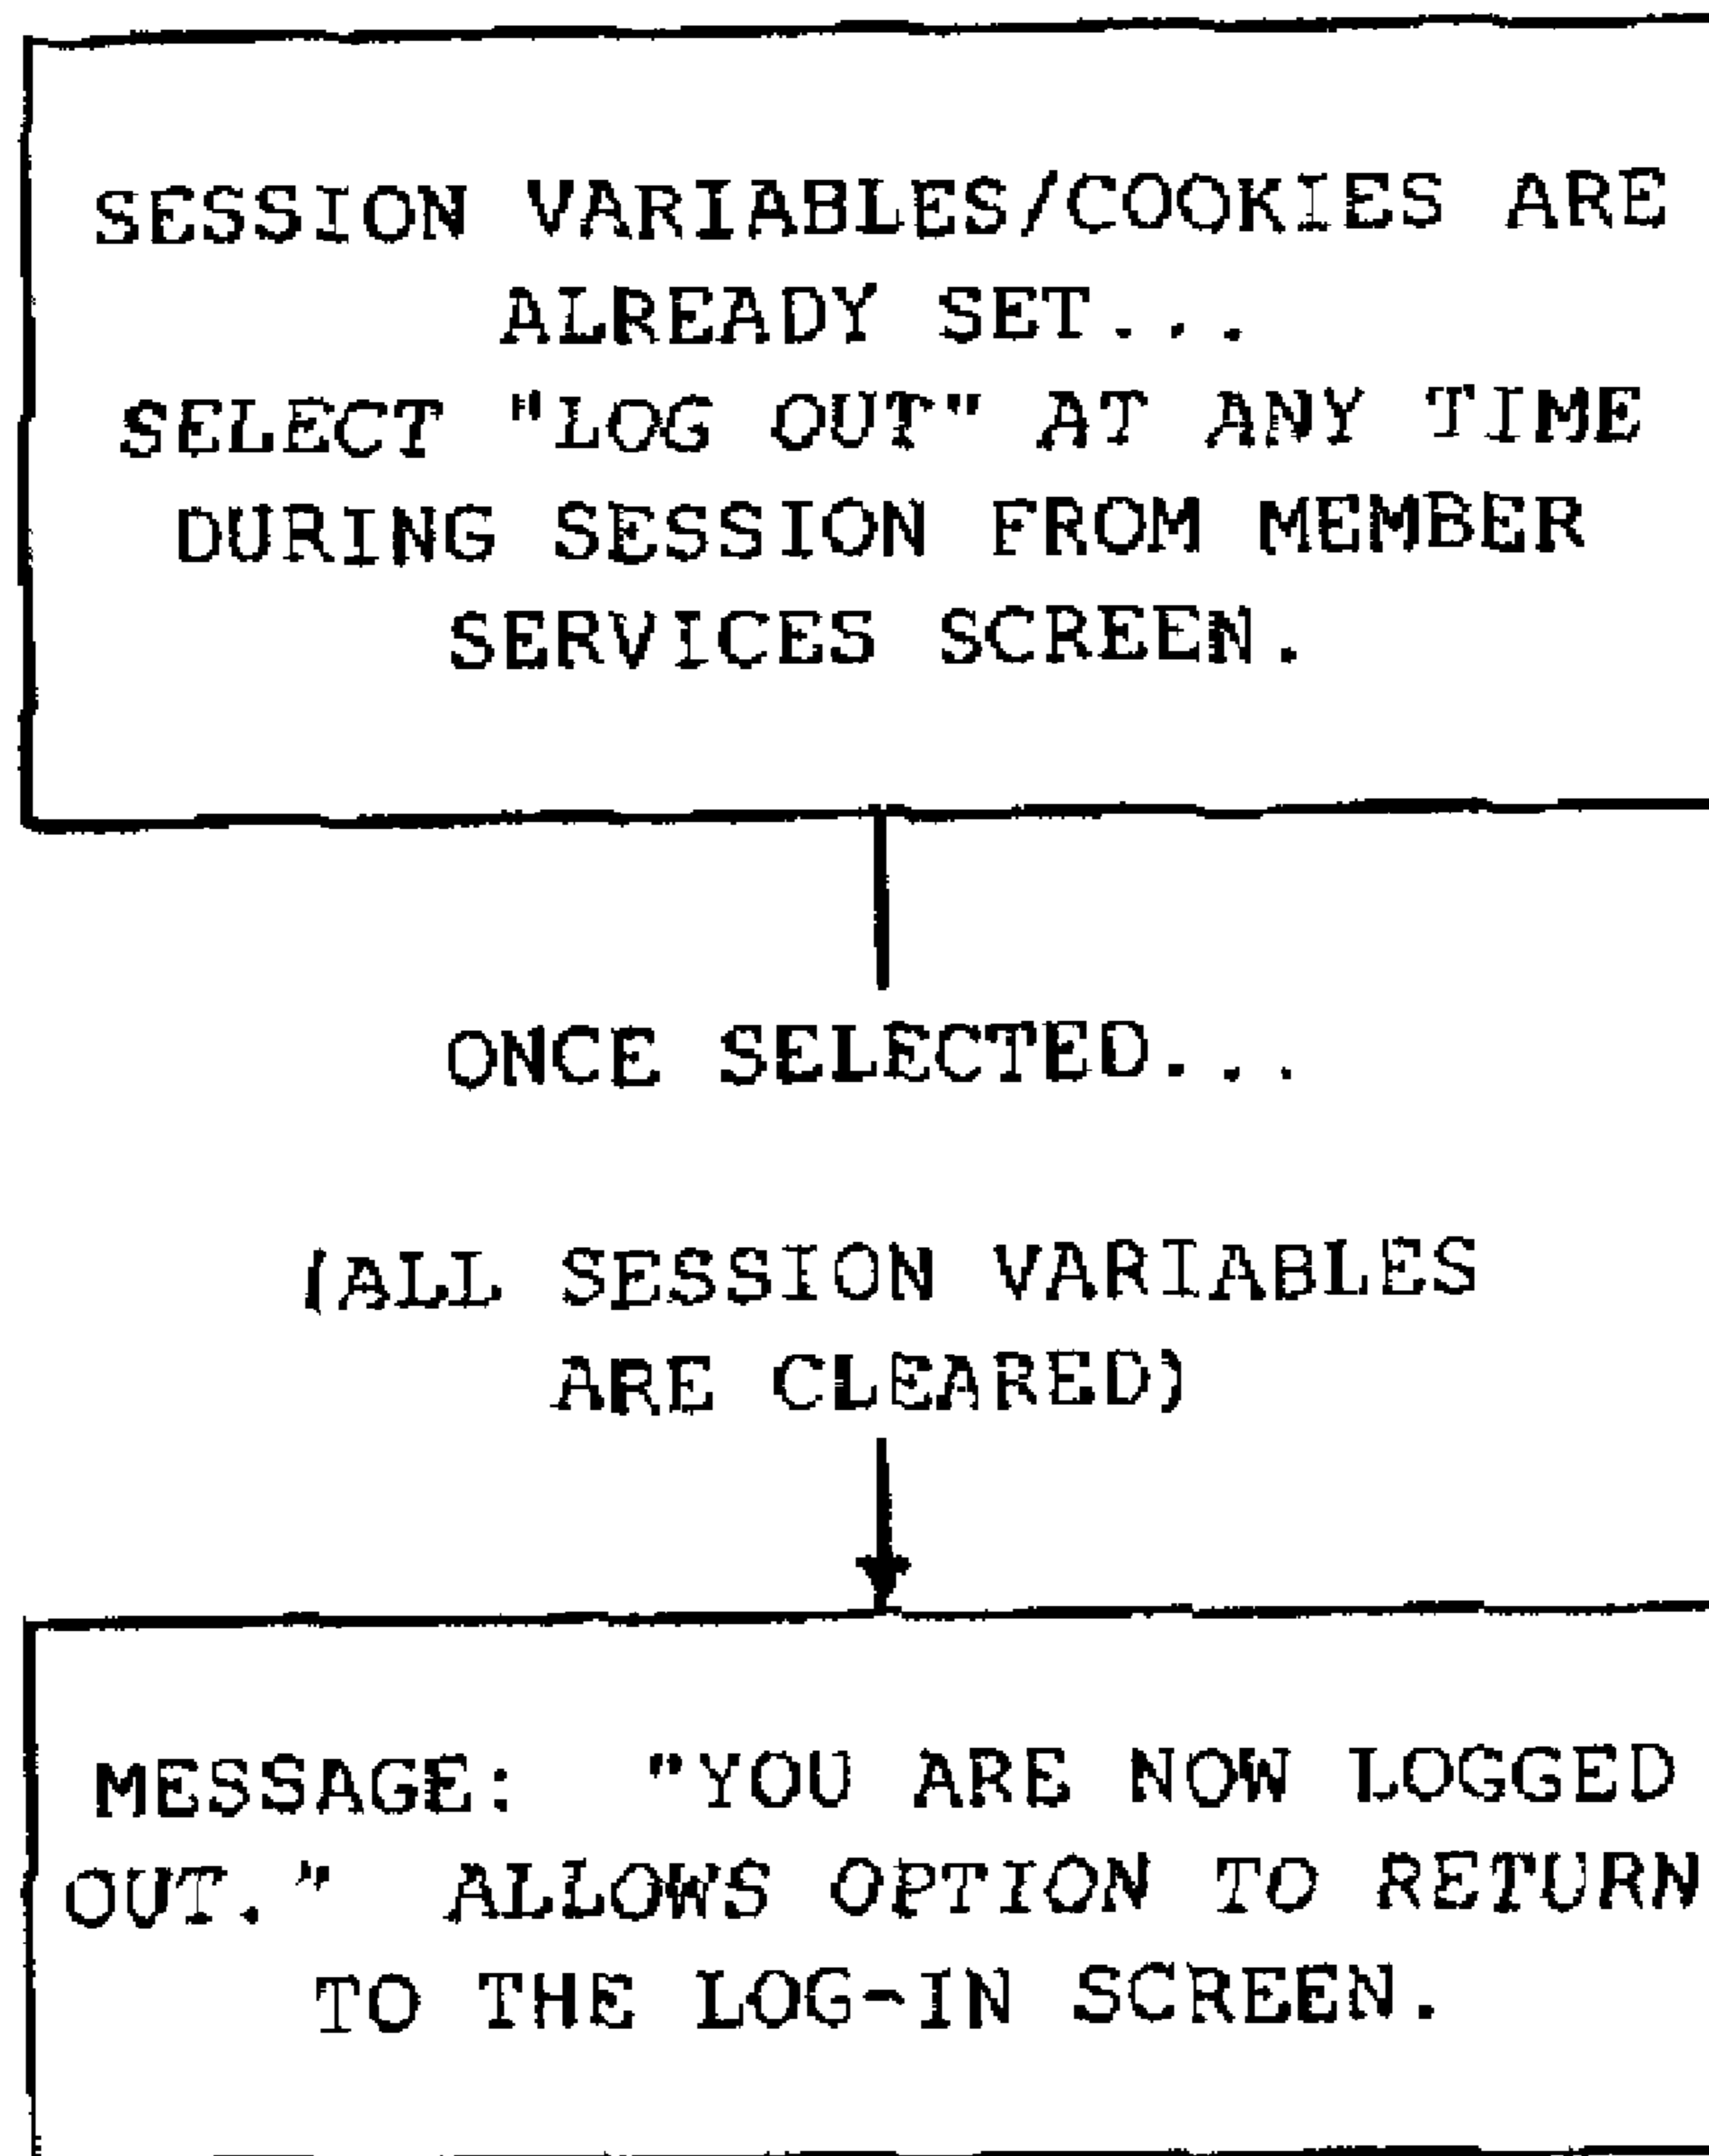 SESSION VARIABLES/COOKIES ARE
ALREADY SET...
SELECT "LOG OUT" AT ANY TIME
DURING SESSION FROM MEMBER
SERVICES SCREEN.
ONCE SELECTED...
(ALL SESSION VARIABLES
ARE CLEARED)
MESSAGE: "YOU ARE NOW LOGGED
OUT." ALLOWS OPTION TO RETURN
TO THE LOG-IN SCREEN.